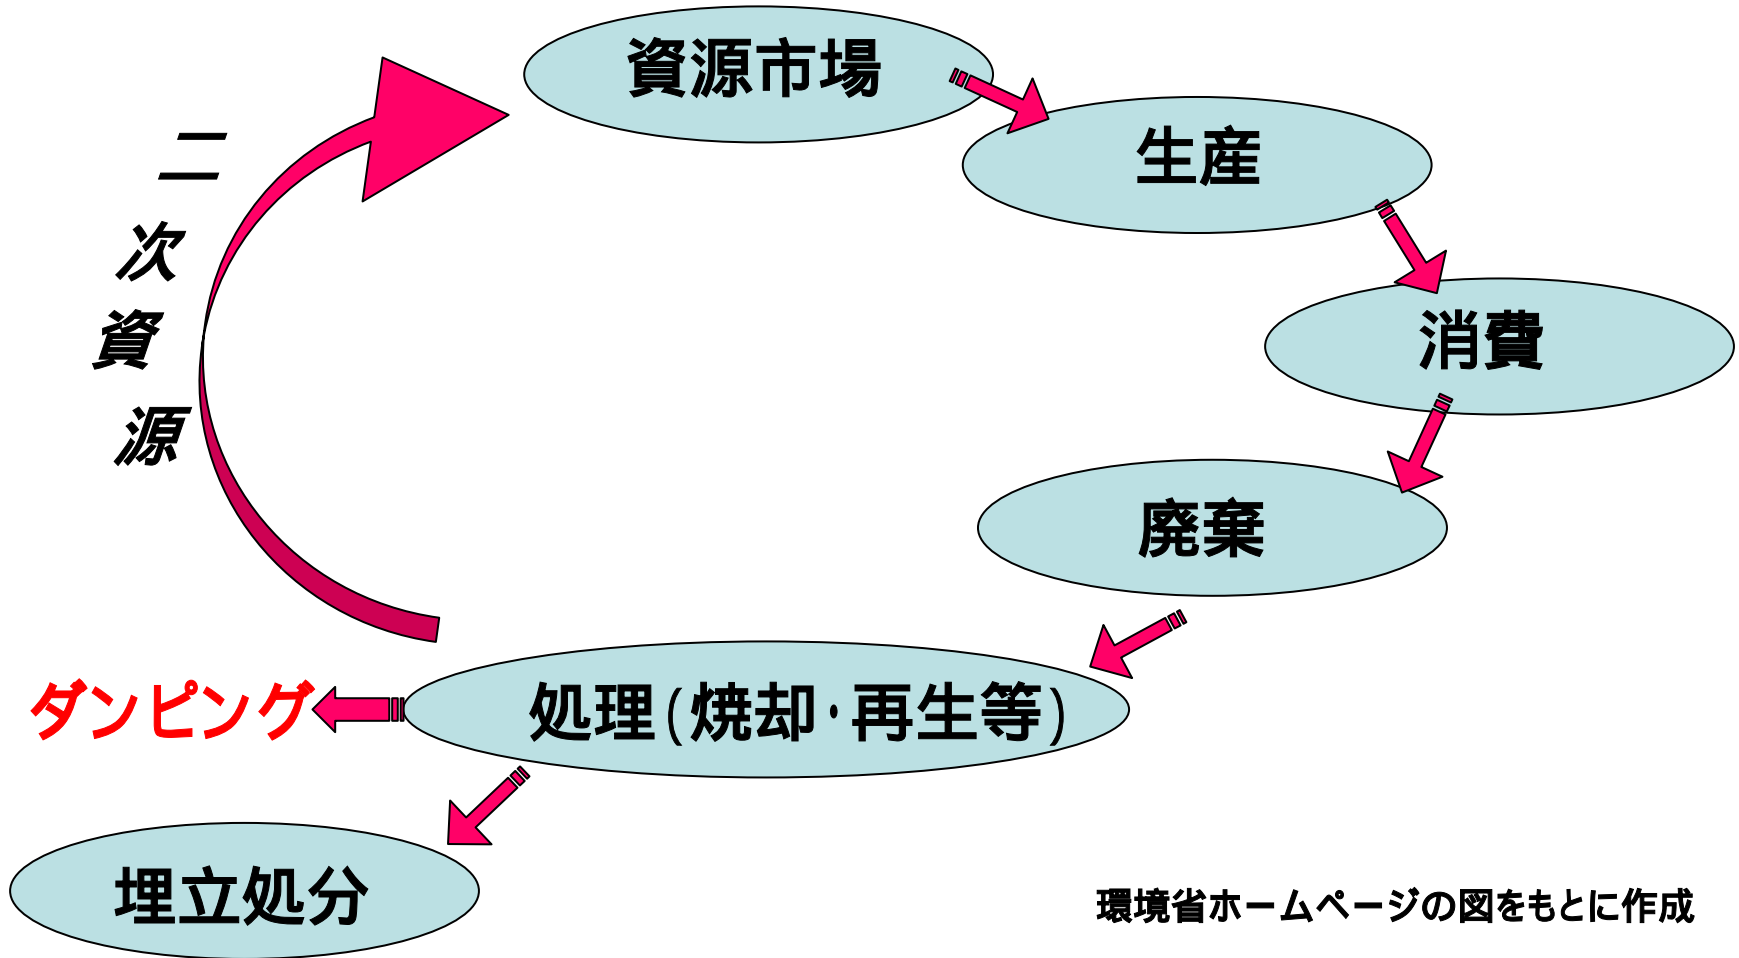 資源市場
生産
二次資源
消費
廃棄
処理(焼却・再生等)
ダンピング
埋立処分
環境省ホームページの図をもとに作成